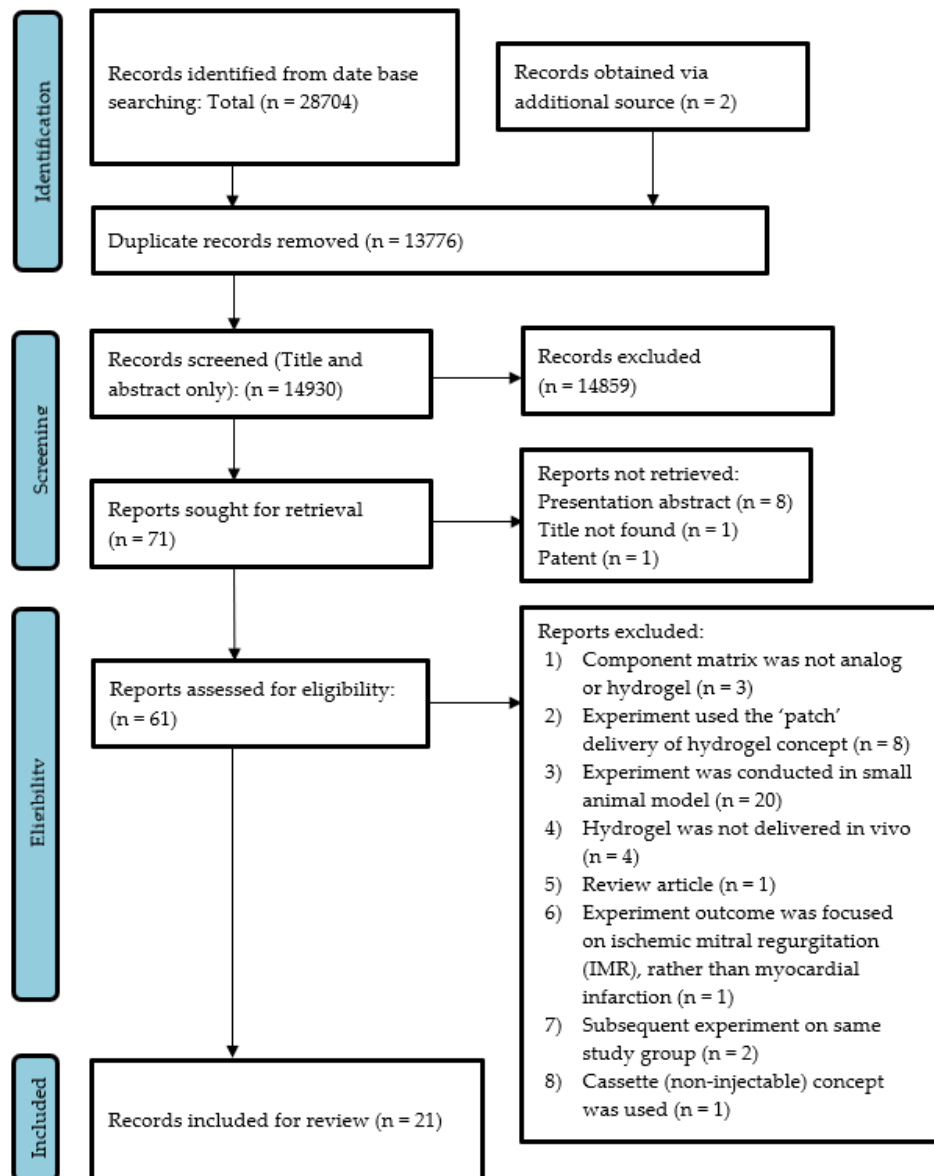 Identification
Records identified from date base
searching: Total (n = 28704)
Records obtained via
additional source (n = 2)
Duplicate records removed (n = 13776)
Screening
Records screened (Title and
abstract only): (n = 14930)
Records excluded
(n = 14859)
Reports sought for retrieval
(n = 71)
Reports not retrieved:
Presentation abstract (n = 8)
Title not found (n = 1)
Patent (n = 1)
Eligibility
Reports assessed for eligibility:
(n = 61)
Reports excluded:
1) Component matrix was not analog
or hydrogel (n = 3)
2) Experiment used the ‘patch’
delivery of hydrogel concept (n = 8)
3) Experiment was conducted in small
animal model (n = 20)
4) Hydrogel was not delivered in vivo
(n = 4)
5) Review article (n = 1)
6) Experiment outcome was focused
on ischemic mitral regurgitation
(IMR), rather than myocardial
infarction (n = 1)
7) Subsequent experiment on same
study group (n = 2)
8) Cassette (non-injectable) concept
was used (n = 1)
Included
Records included for review (n = 21)